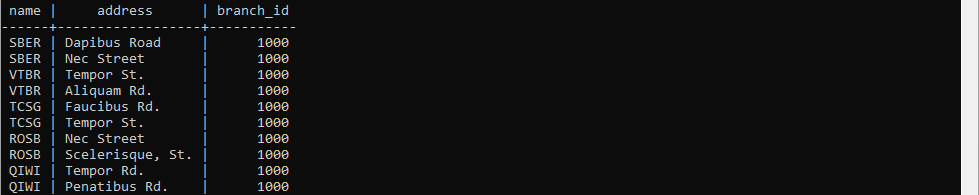 name |     address      | branch_id
------+------------------+-----------
 SBER | Dapibus Road     |      1000
 SBER | Nec Street       |      1000
 VTBR | Tempor St.       |      1000
 VTBR | Aliquam Rd.      |      1000
 TCSG | Faucibus Rd.     |      1000
 TCSG | Tempor St.       |      1000
 ROSB | Nec Street       |      1000
 ROSB | Scelerisque, St. |      1000
 QIWI | Tempor Rd.       |      1000
 QIWI | Penatibus Rd.    |      1000